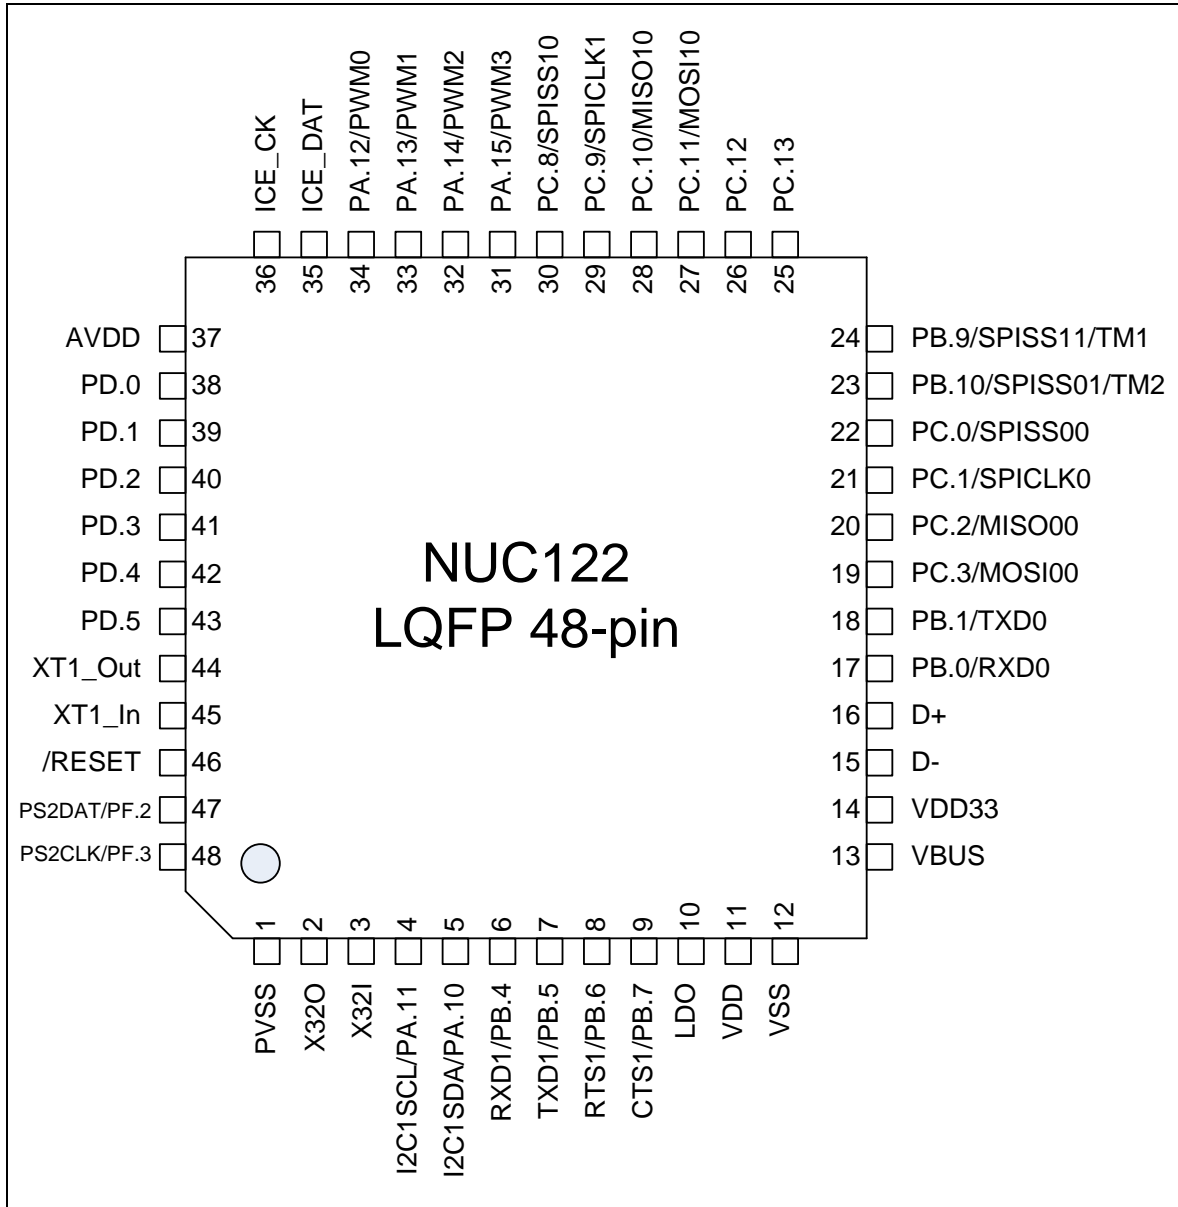 ICE_CK
ICE_DAT
PA.12/PWM0
PA.13/PWM1
PA.14/PWM2
PA.15/PWM3
PC.8/SPISS10
PC.9/SPICLK1
PC.10/MISO10
PC.11/MOSI10
PC.12
PC.13
36
35
34
33
32
31
30
29
28
27
26
25
AVDD 37
PD.0 38
PD.1 39
PD.2 40
PD.3 41
PD.4 42
PD.5 43
XT1_Out 44
XT1_In 45
/RESET 46
PS2DAT/PF.2 47
PS2CLK/PF.3 48
NUC122
LQFP 48-pin
24 PB.9/SPISS11/TM1
23 PB.10/SPISS01/TM2
22 PC.0/SPISS00
21 PC.1/SPICLK0
20 PC.2/MISO00
19 PC.3/MOSI00
18 PB.1/TXD0
17 PB.0/RXD0
16 D+
15 D-
14 VDD33
13 VBUS
1
2
3
4
5
6
7
8
9
10
11
12
PVSS
X32O
X32I
I2C1SCL/PA.11
I2C1SDA/PA.10
RXD1/PB.4
TXD1/PB.5
RTS1/PB.6
CTS1/PB.7
LDO
VDD
VSS